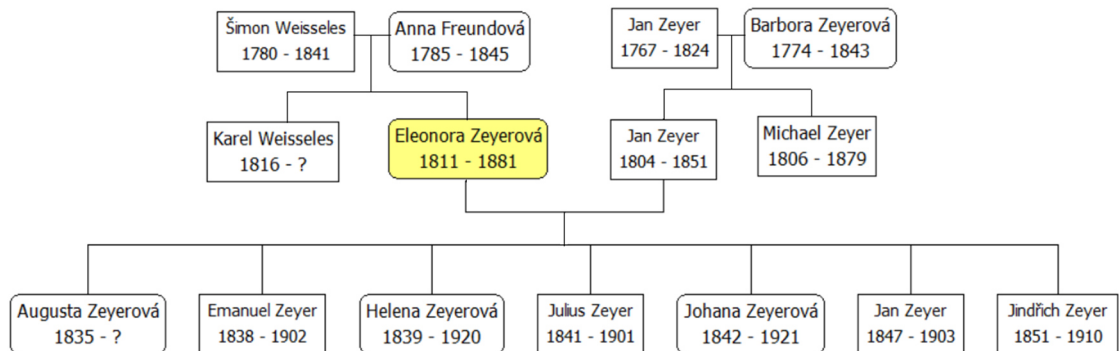 Šimon Weisseles
1780 - 1841
Anna Freundová
1785 - 1845
Jan Zeyer
1767 - 1824
Barbora Zeyerová
1774 - 1843
Karel Weisseles
1816 - ?
Eleonora Zeyerová
1811 - 1881
Jan Zeyer
1804 - 1851
Michael Zeyer
1806 - 1879
Augusta Zeyerová
1835 - ?
Emanuel Zeyer
1838 - 1902
Helena Zeyerová
1839 - 1920
Julius Zeyer
1841 - 1901
Johana Zeyerová
1842 - 1921
Jan Zeyer
1847 - 1903
Jindřich Zeyer
1851 - 1910